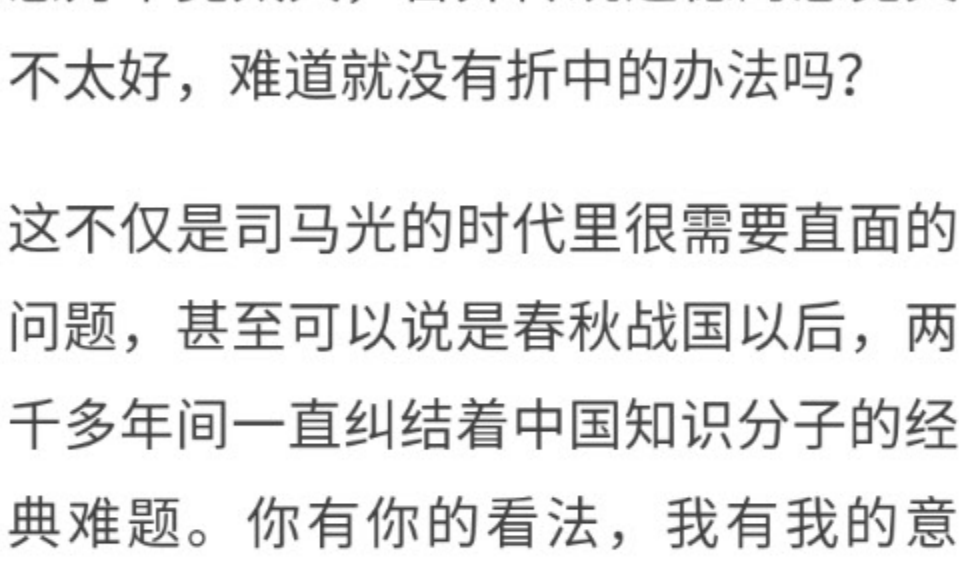 不太好，难道就没有折中的办法吗？
这不仅是司马光的时代里很需要直面的
问题，甚至可以说是春秋战国以后，两
千多年间一直纠结着中国知识分子的经
典难题。你有你的看法，我有我的意